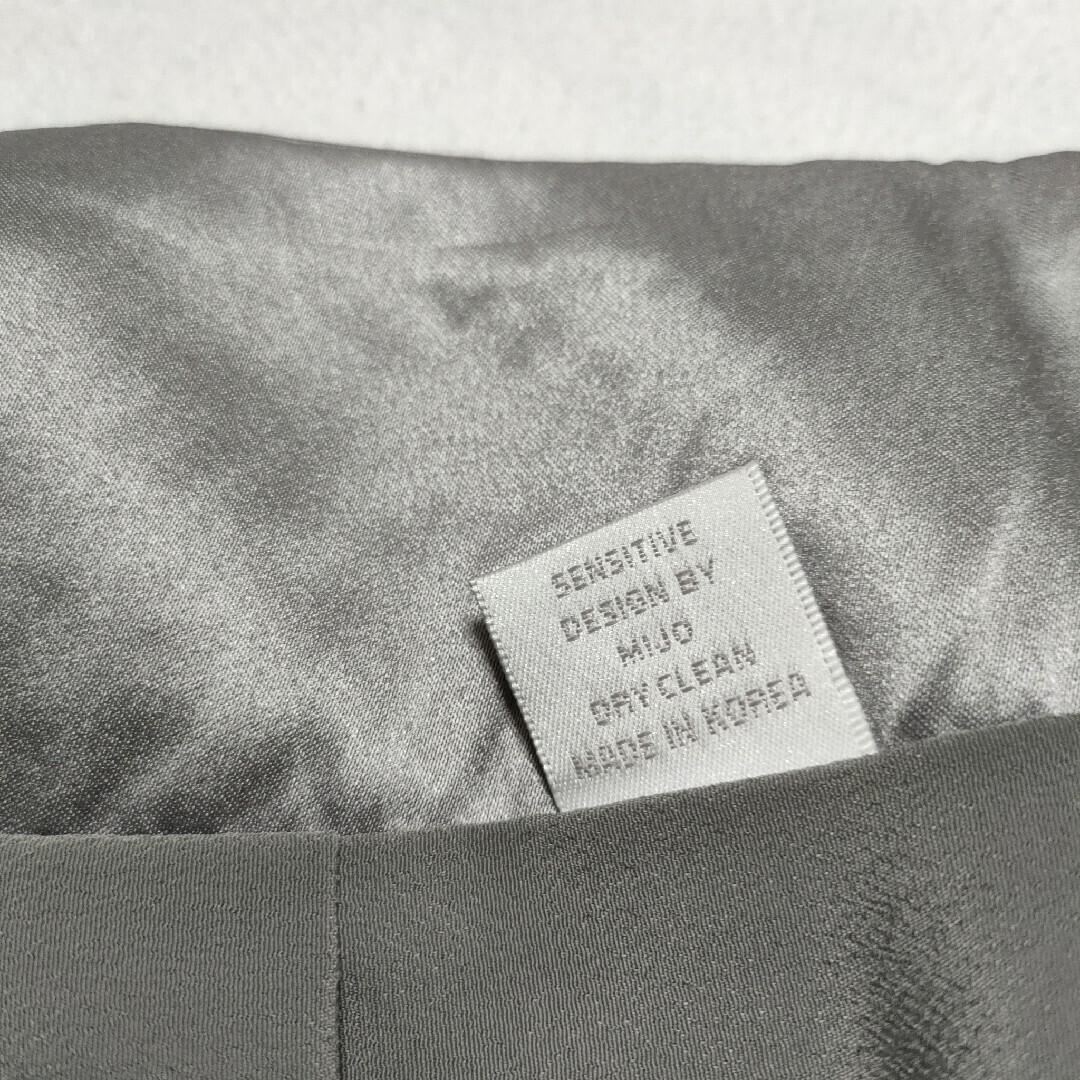 SENSITIVE
DESIGN BY
MIJO
DRY CLEAN
MADE IN KOREA